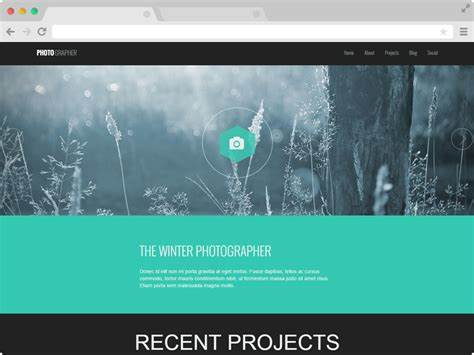 PHOTOGRAPHER
Home About Projects Blog Social
THE WINTER PHOTOGRAPHER
Donec id elit non mi porta gravida at eget metus. Fusce dapibus, tellus ac cursus
commodo, tortor mauris condimentum nibh, ut fermentum massa justo sit amet risus.
Etiam porta sem malesuada magna mollis.
RECENT PROJECTS